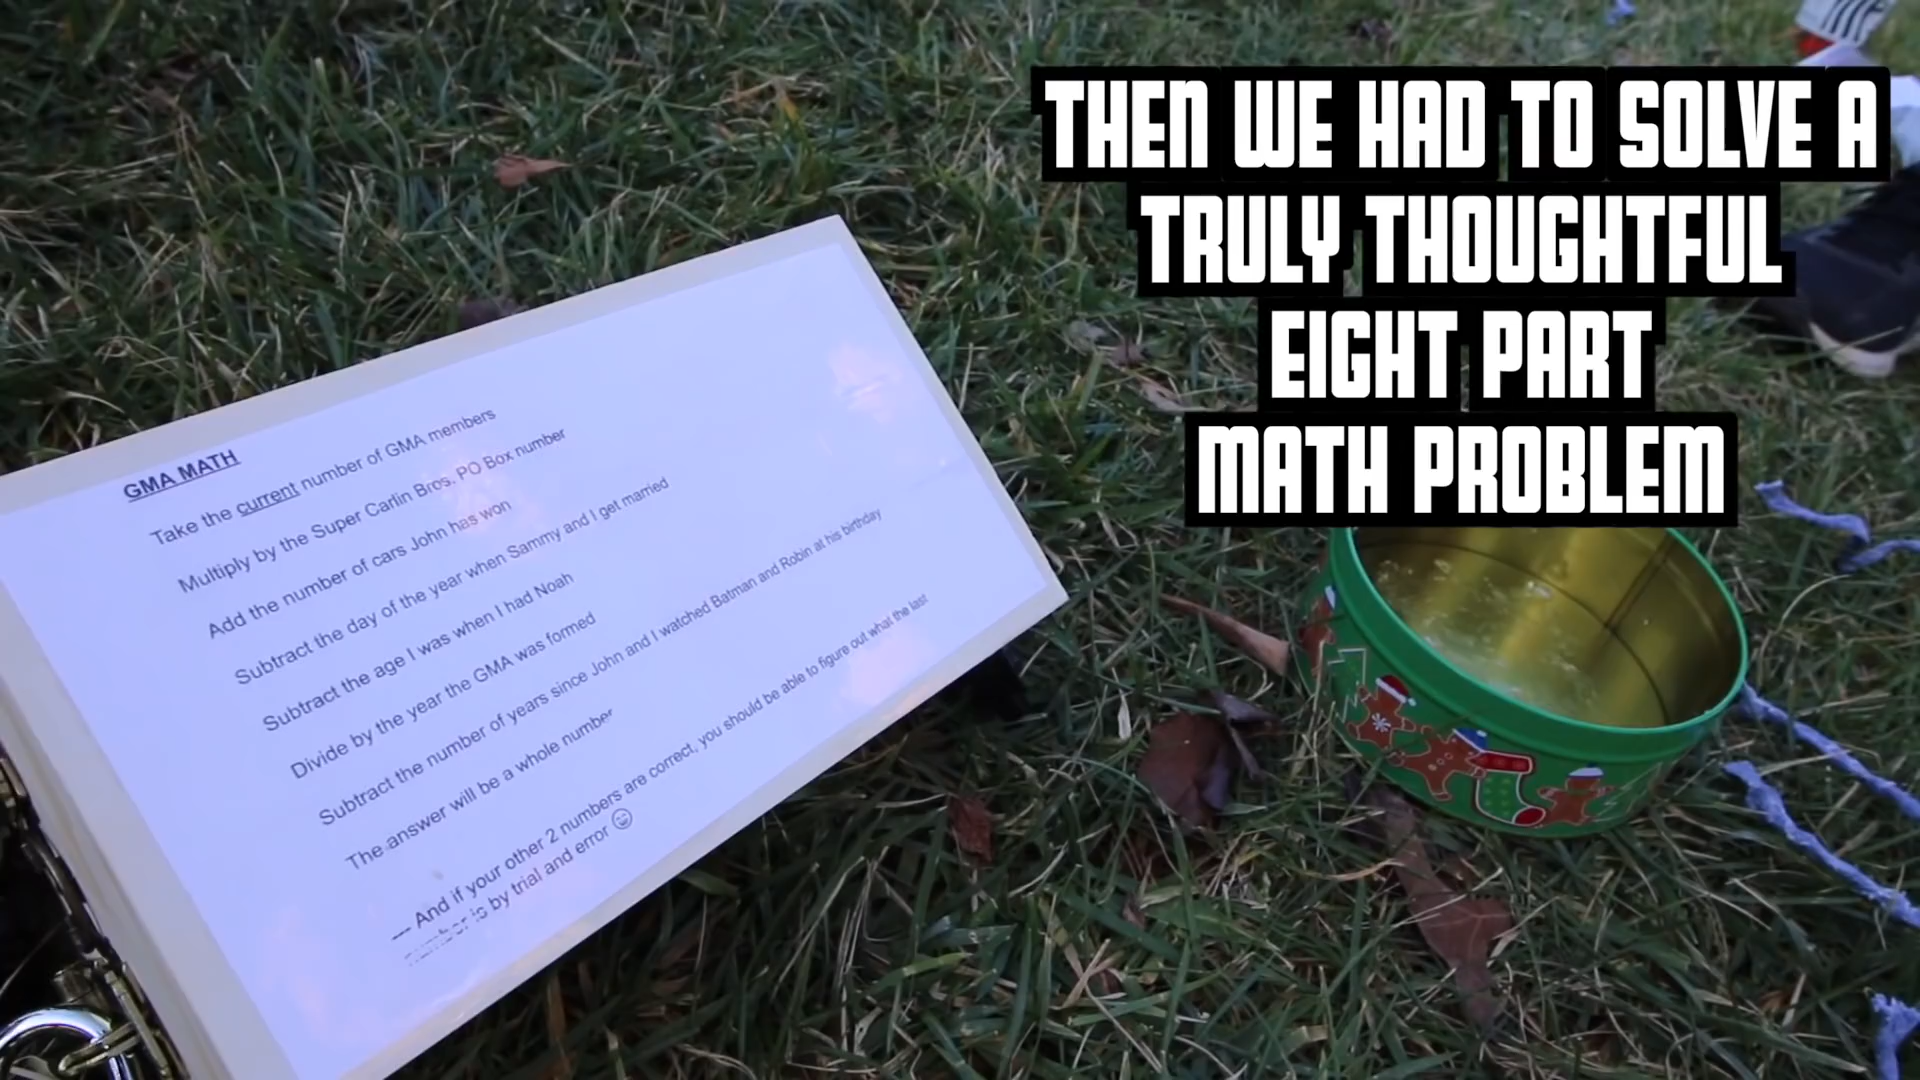 THEN WE HAD TO SOLVE A
TRULY THOUGHTFUL
EIGHT PART
MATH PROBLEM
GMA MATH
Take the current number of GMA members
Multiply by the Super Carlin Bros. PO Box number
Add the number of cars John has won
Subtract the day of the year when Sammy and I get married
Subtract the age I was when I had Noah
Divide by the year the GMA was formed
Subtract the number of years since John and I watched Batman and Robin at his birthday
The answer will be a whole number
And if your other 2 numbers are correct, you should be able to figure out what the last
number is by trial and error